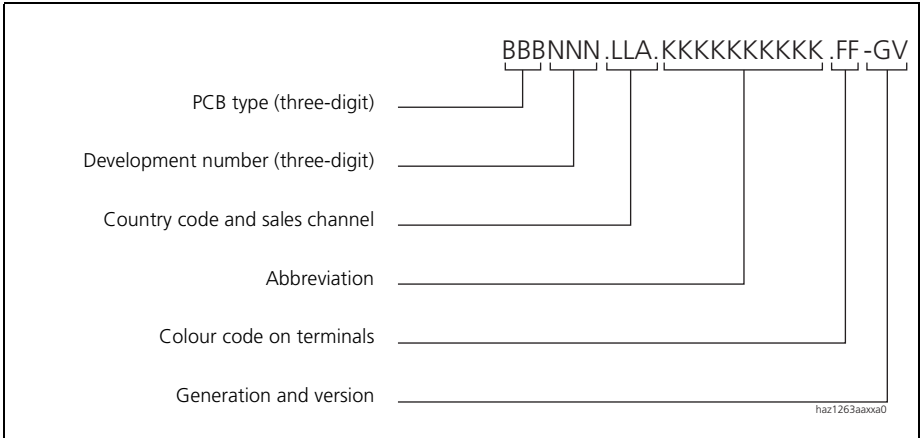 BBBNNN.LLA.KKKKKKKKKK.FF-GV
PCB type (three-digit)
Development number (three-digit)
Country code and sales channel
Abbreviation
Colour code on terminals
Generation and version
haz1263aaxxa0